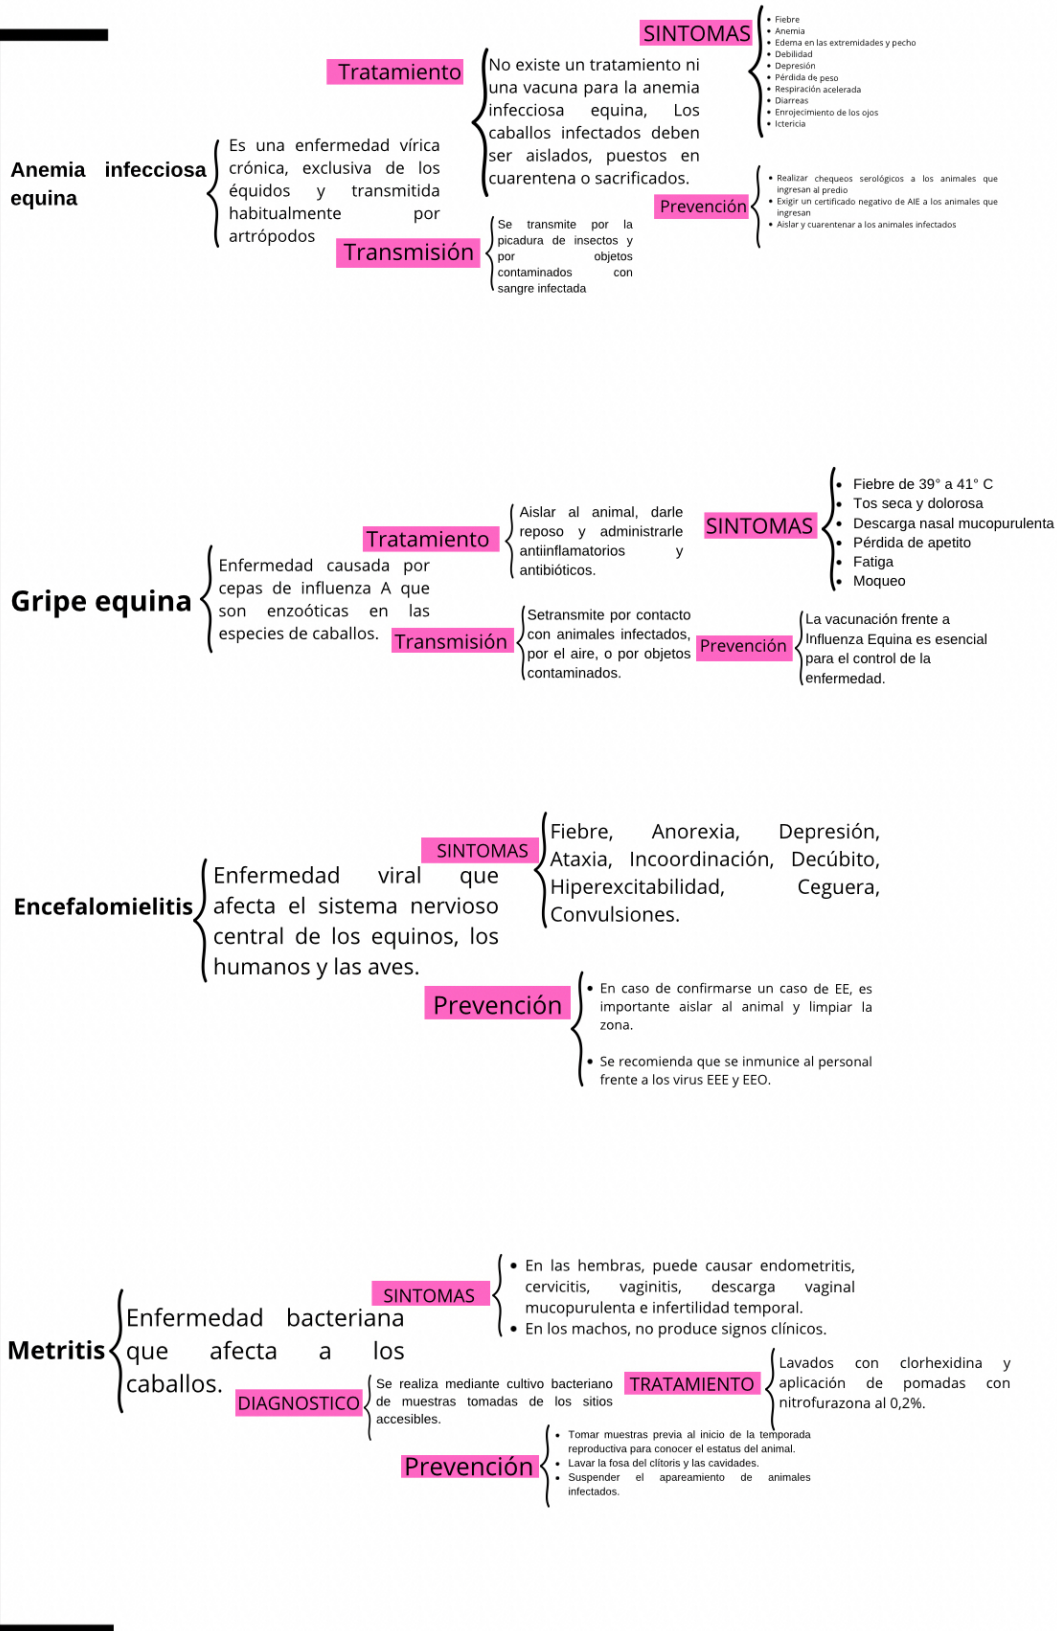 Anemia infecciosa
equina
Es una enfermedad vírica
crónica, exclusiva de los
équidos y transmitida
habitualmente por
artrópodos
Tratamiento
No existe un tratamiento ni
una vacuna para la anemia
infecciosa equina, Los
caballos infectados deben
ser aislados, puestos en
cuarentena o sacrificados.
Transmisión
Se transmite por la
picadura de insectos y
por objetos
contaminados con
sangre infectada
SINTOMAS
• Fiebre
• Anemia
• Edema en las extremidades y pecho
• Debilidad
• Depresión
• Pérdida de peso
• Respiración acelerada
• Diarreas
• Enrojecimiento de los ojos
• Ictericia
Prevención
• Realizar chequeos serológicos a los animales que
ingresan al predio
• Exigir un certificado negativo de AIE a los animales que
ingresan
• Aislar y cuarentenar a los animales infectados
Gripe equina
Enfermedad causada por
cepas de influenza A que
son enzoóticas en las
especies de caballos.
Tratamiento
Aislar al animal, darle
reposo y administrarle
antiinflamatorios y
antibióticos.
Transmisión
Setransmite por contacto
con animales infectados,
por el aire, o por objetos
contaminados.
SINTOMAS
• Fiebre de 39° a 41° C
• Tos seca y dolorosa
• Descarga nasal mucopurulenta
• Pérdida de apetito
• Fatiga
• Moqueo
Prevención
La vacunación frente a
Influenza Equina es esencial
para el control de la
enfermedad.
Encefalomielitis
Enfermedad viral que
afecta el sistema nervioso
central de los equinos, los
humanos y las aves.
SINTOMAS
Fiebre, Anorexia, Depresión,
Ataxia, Incoordinación, Decúbito,
Hiperexcitabilidad, Ceguera,
Convulsiones.
Prevención
• En caso de confirmarse un caso de EE, es
importante aislar al animal y limpiar la
zona.
• Se recomienda que se inmunice al personal
frente a los virus EEE y EEO.
Metritis
Enfermedad bacteriana
que afecta a los
caballos.
SINTOMAS
• En las hembras, puede causar endometritis,
cervicitis, vaginitis, descarga vaginal
mucopurulenta e infertilidad temporal.
• En los machos, no produce signos clínicos.
DIAGNOSTICO
Se realiza mediante cultivo bacteriano
de muestras tomadas de los sitios
accesibles.
TRATAMIENTO
Lavados con clorhexidina y
aplicación de pomadas con
nitrofurazona al 0,2%.
Prevención
• Tomar muestras previa al inicio de la temporada
reproductiva para conocer el estatus del animal.
• Lavar la fosa del clítoris y las cavidades.
• Suspender el apareamiento de animales
infectados.